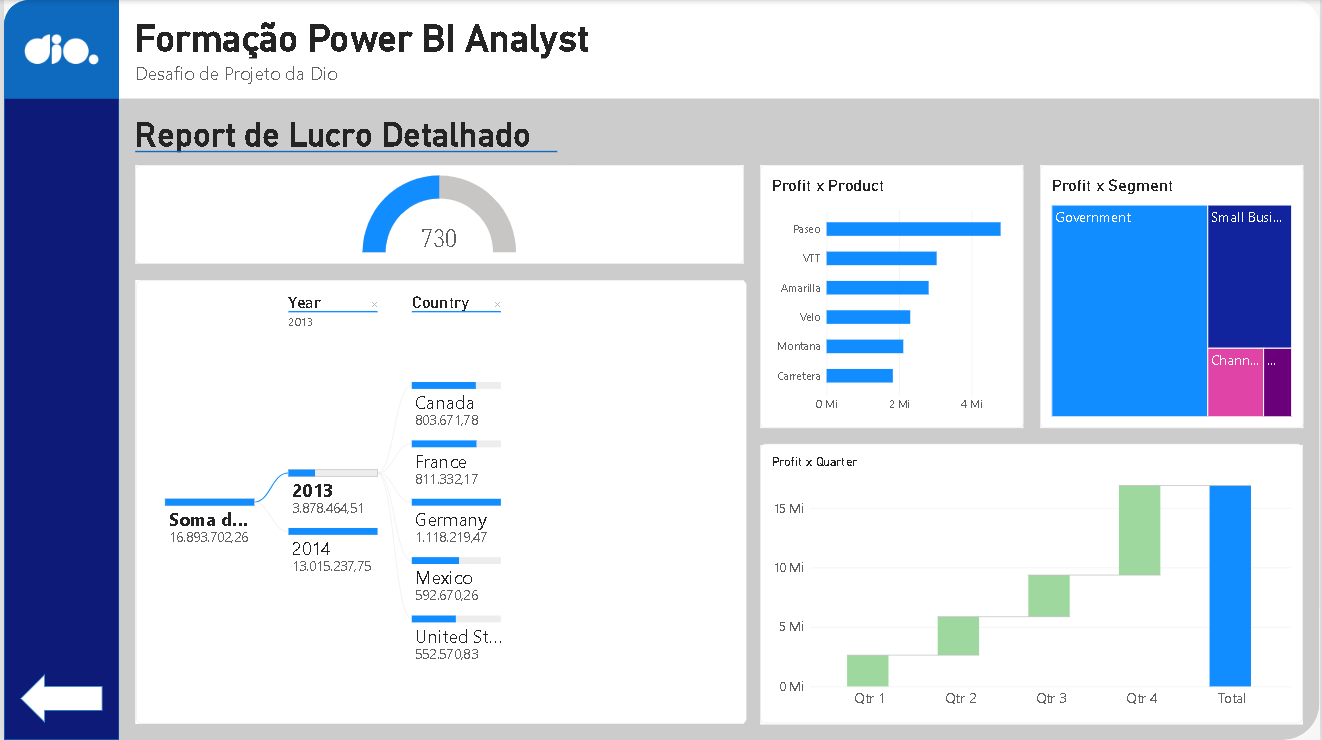 dio.
Formação Power BI Analyst
Desafio de Projeto da Dio
Report de Lucro Detalhado
730
Year
2013
Country
Soma d...
16.893.702,26
2013
3.878.464,51
2014
13.015.237,75
Canada
803.671,78
France
811.332,17
Germany
1.118.219,47
Mexico
592.670,26
United St...
552.570,83
Profit x Product
Paseo
VTT
Amarilla
Velo
Montana
Carretera
0 Mi 2 Mi 4 Mi
Profit x Segment
Government
Small Busi...
Chann...
...
Profit x Quarter
15 Mi
10 Mi
5 Mi
0 Mi
Qtr 1 Qtr 2 Qtr 3 Qtr 4 Total